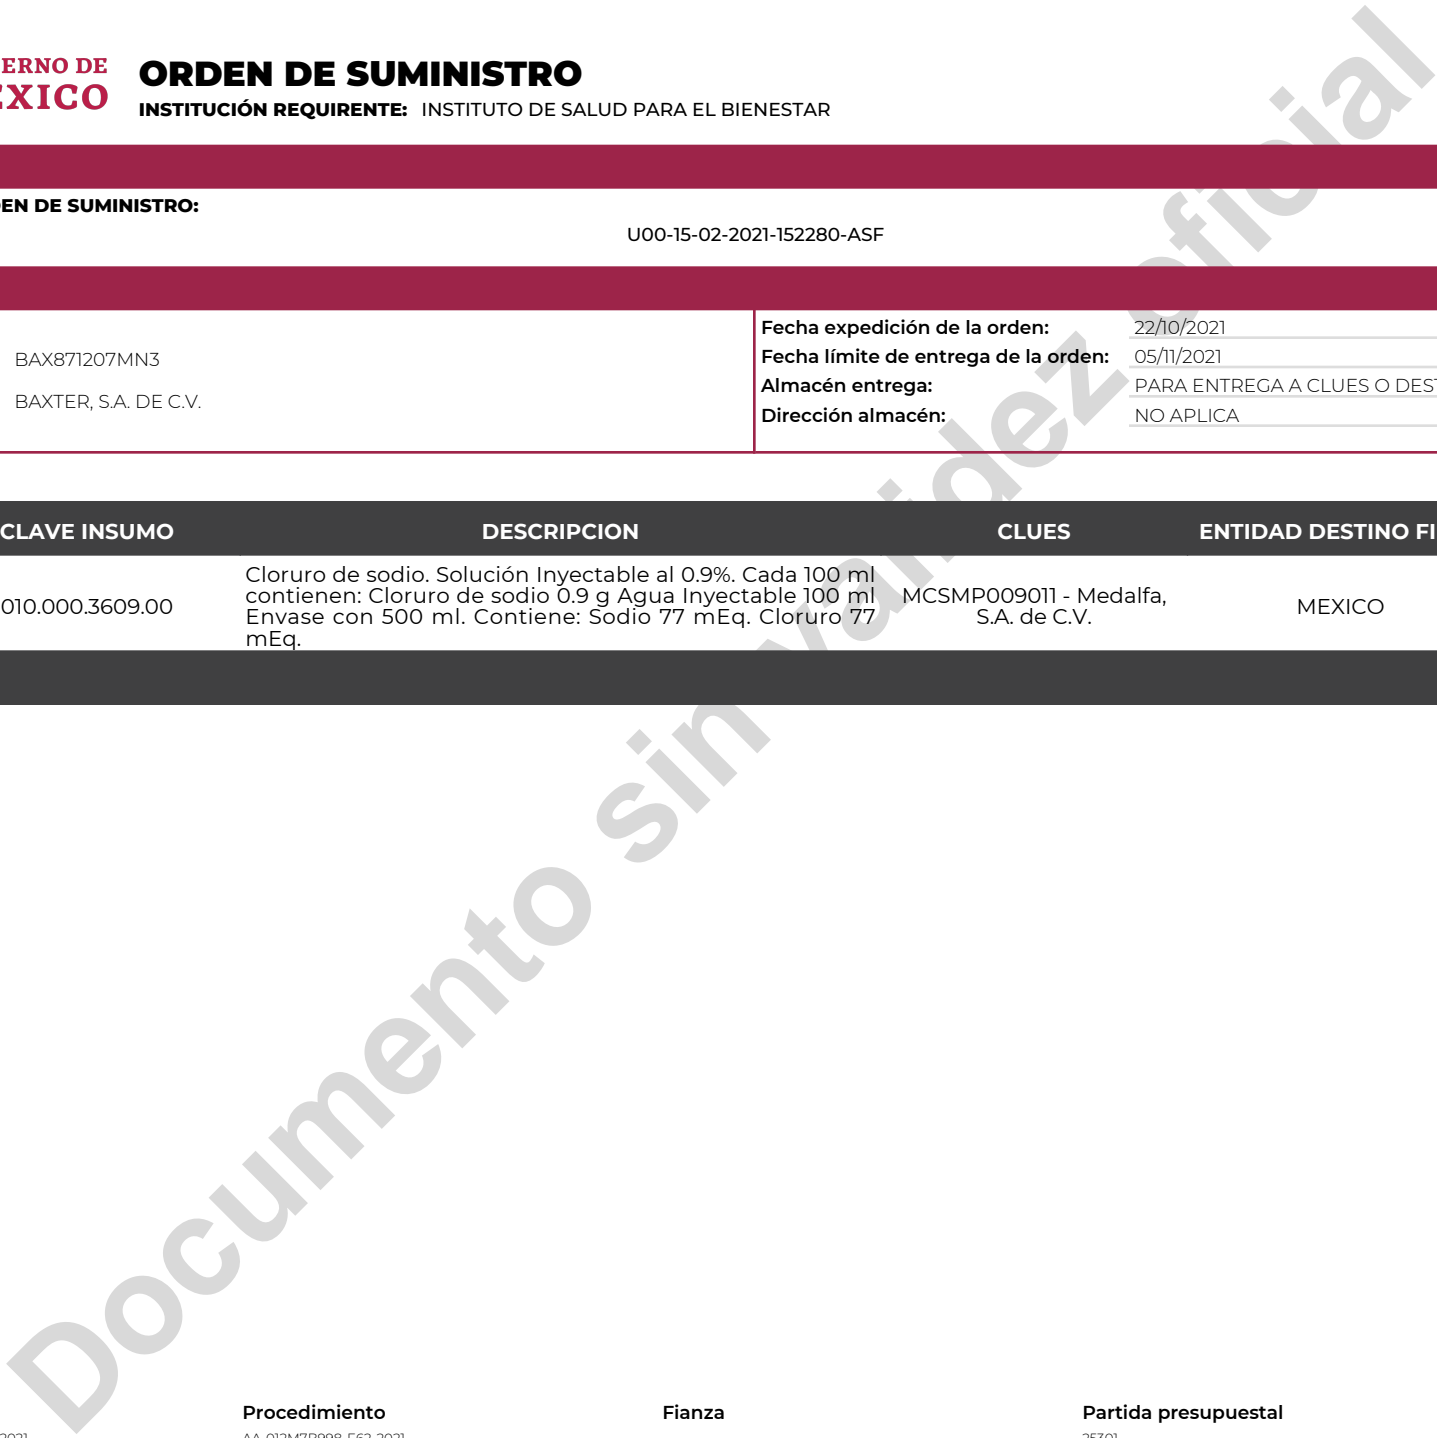 ERNO DE
EXICO
ORDEN DE SUMINISTRO
INSTITUCIÓN REQUIRENTE: INSTITUTO DE SALUD PARA EL BIENESTAR
EN DE SUMINISTRO:
U00-15-02-2021-152280-ASF
BAX871207MN3
BAXTER, S.A. DE C.V.
Fecha expedición de la orden: 22/10/2021
Fecha límite de entrega de la orden: 05/11/2021
Almacén entrega: PARA ENTREGA A CLUES O DEST
Dirección almacén: NO APLICA
CLAVE INSUMO DESCRIPCION CLUES ENTIDAD DESTINO FI
010.000.3609.00
Cloruro de sodio. Solución Inyectable al 0.9%. Cada 100 ml
contienen: Cloruro de sodio 0.9 g Agua Inyectable 100 ml
Envase con 500 ml. Contiene: Sodio 77 mEq. Cloruro 77
mEq.
MCSMP009011 - Medalfa,
S.A. de C.V.
MEXICO
Documento sin validez oficial
Procedimiento Fianza Partida presupuestal